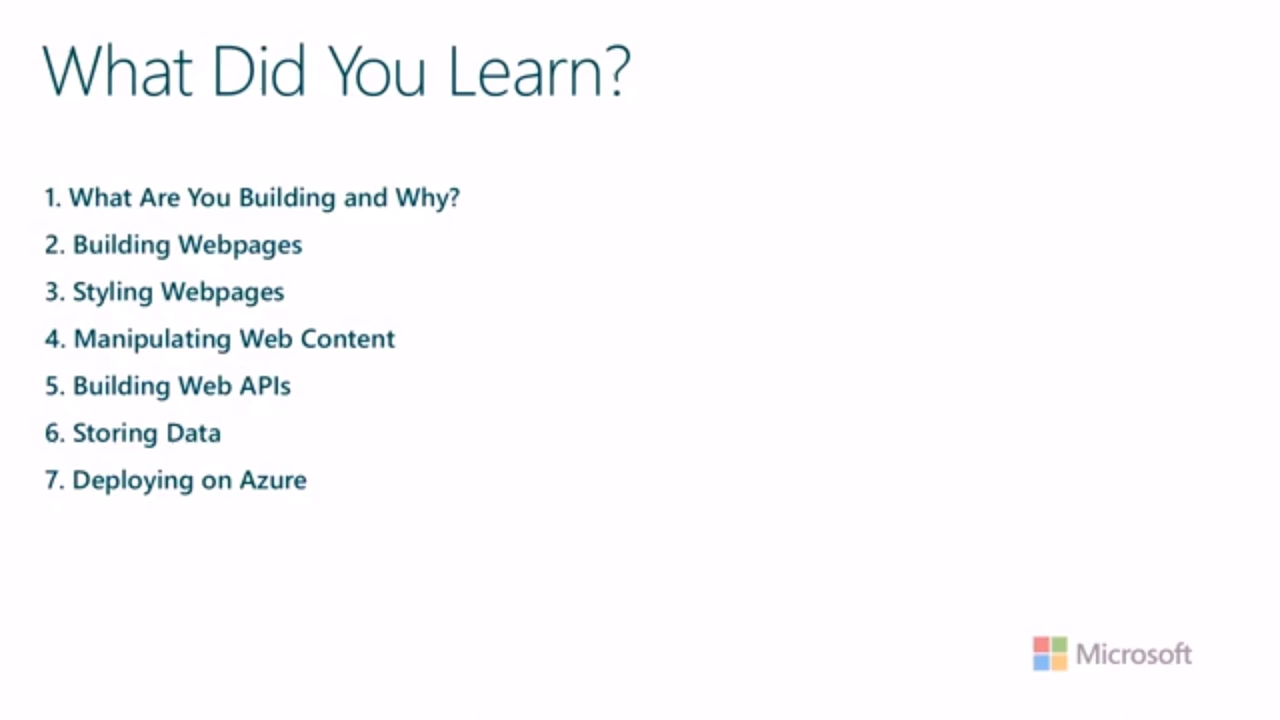 What Did You Learn?
1. What Are You Building and Why?
2. Building Webpages
3. Styling Webpages
4. Manipulating Web Content
5. Building Web APIs
6. Storing Data
7. Deploying on Azure
Microsoft